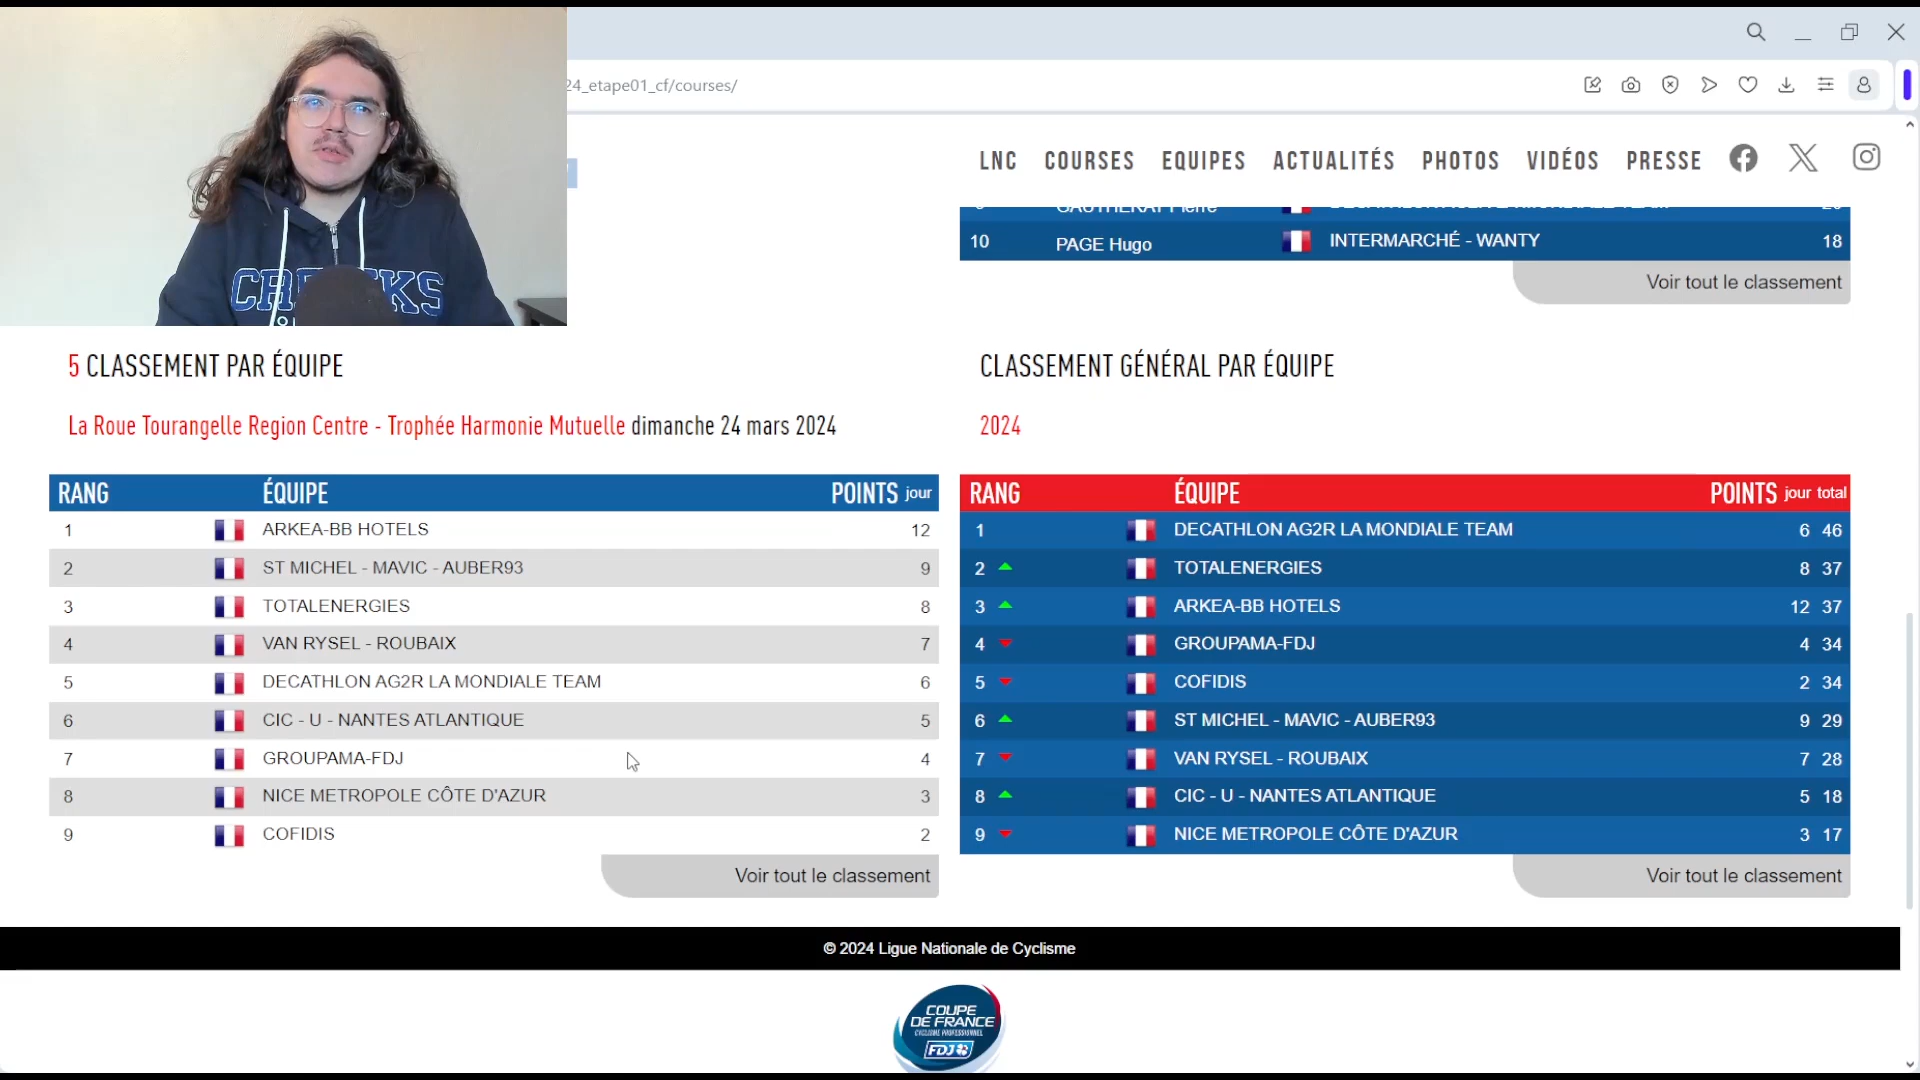 24_etape01_cf/courses/
LNC COURSES EQUIPES ACTUALITÉS PHOTOS VIDÉOS PRESSE
10 PAGE Hugo INTERMARCHÉ - WANTY 18
Voir tout le classement
5 CLASSEMENT PAR ÉQUIPE
La Roue Tourangelle Region Centre - Trophée Harmonie Mutuelle dimanche 24 mars 2024
RANG ÉQUIPE POINTS jour
1 ARKEA-BB HOTELS 12
2 ST MICHEL - MAVIC - AUBER93 9
3 TOTALENERGIES 8
4 VAN RYSEL - ROUBAIX 7
5 DECATHLON AG2R LA MONDIALE TEAM 6
6 CIC - U - NANTES ATLANTIQUE 5
7 GROUPAMA-FDJ 4
8 NICE METROPOLE CÔTE D'AZUR 3
9 COFIDIS 2
Voir tout le classement
CLASSEMENT GÉNÉRAL PAR ÉQUIPE
2024
RANG ÉQUIPE POINTS jour total
1 DECATHLON AG2R LA MONDIALE TEAM 6 46
2 TOTALENERGIES 8 37
3 ARKEA-BB HOTELS 12 37
4 GROUPAMA-FDJ 4 34
5 COFIDIS 2 34
6 ST MICHEL - MAVIC - AUBER93 9 29
7 VAN RYSEL - ROUBAIX 7 28
8 CIC - U - NANTES ATLANTIQUE 5 18
9 NICE METROPOLE CÔTE D'AZUR 3 17
Voir tout le classement
© 2024 Ligue Nationale de Cyclisme
COUPE
DE FRANCE
CYCLISME PROFESSIONNEL
FDJ